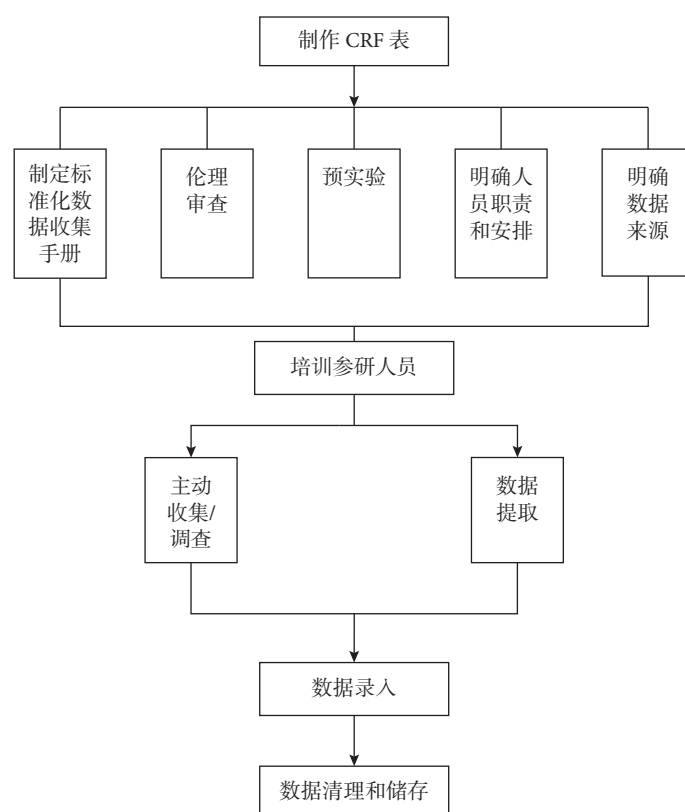 制作 CRF 表
制定标
准化数
据收集
手册
伦理
审查
预实验
明确人
员职责
和安排
明确
数据
来源
培训参研人员
主动
收集/
调查
数据
提取
数据录入
数据清理和储存